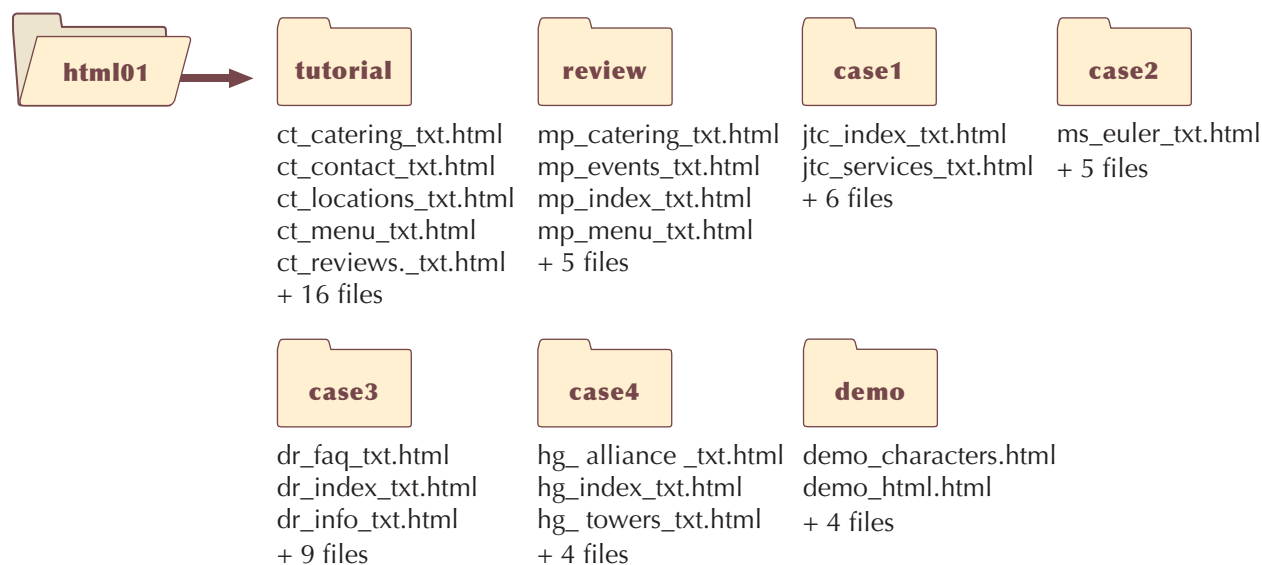 html01
tutorial
ct_catering_txt.html
ct_contact_txt.html
ct_locations_txt.html
ct_menu_txt.html
ct_reviews._txt.html
+ 16 files
review
mp_catering_txt.html
mp_events_txt.html
mp_index_txt.html
mp_menu_txt.html
+ 5 files
case1
jtc_index_txt.html
jtc_services_txt.html
+ 6 files
case2
ms_euler_txt.html
+ 5 files
case3
dr_faq_txt.html
dr_index_txt.html
dr_info_txt.html
+ 9 files
case4
hg_ alliance _txt.html
hg_index_txt.html
hg_ towers_txt.html
+ 4 files
demo
demo_characters.html
demo_html.html
+ 4 files